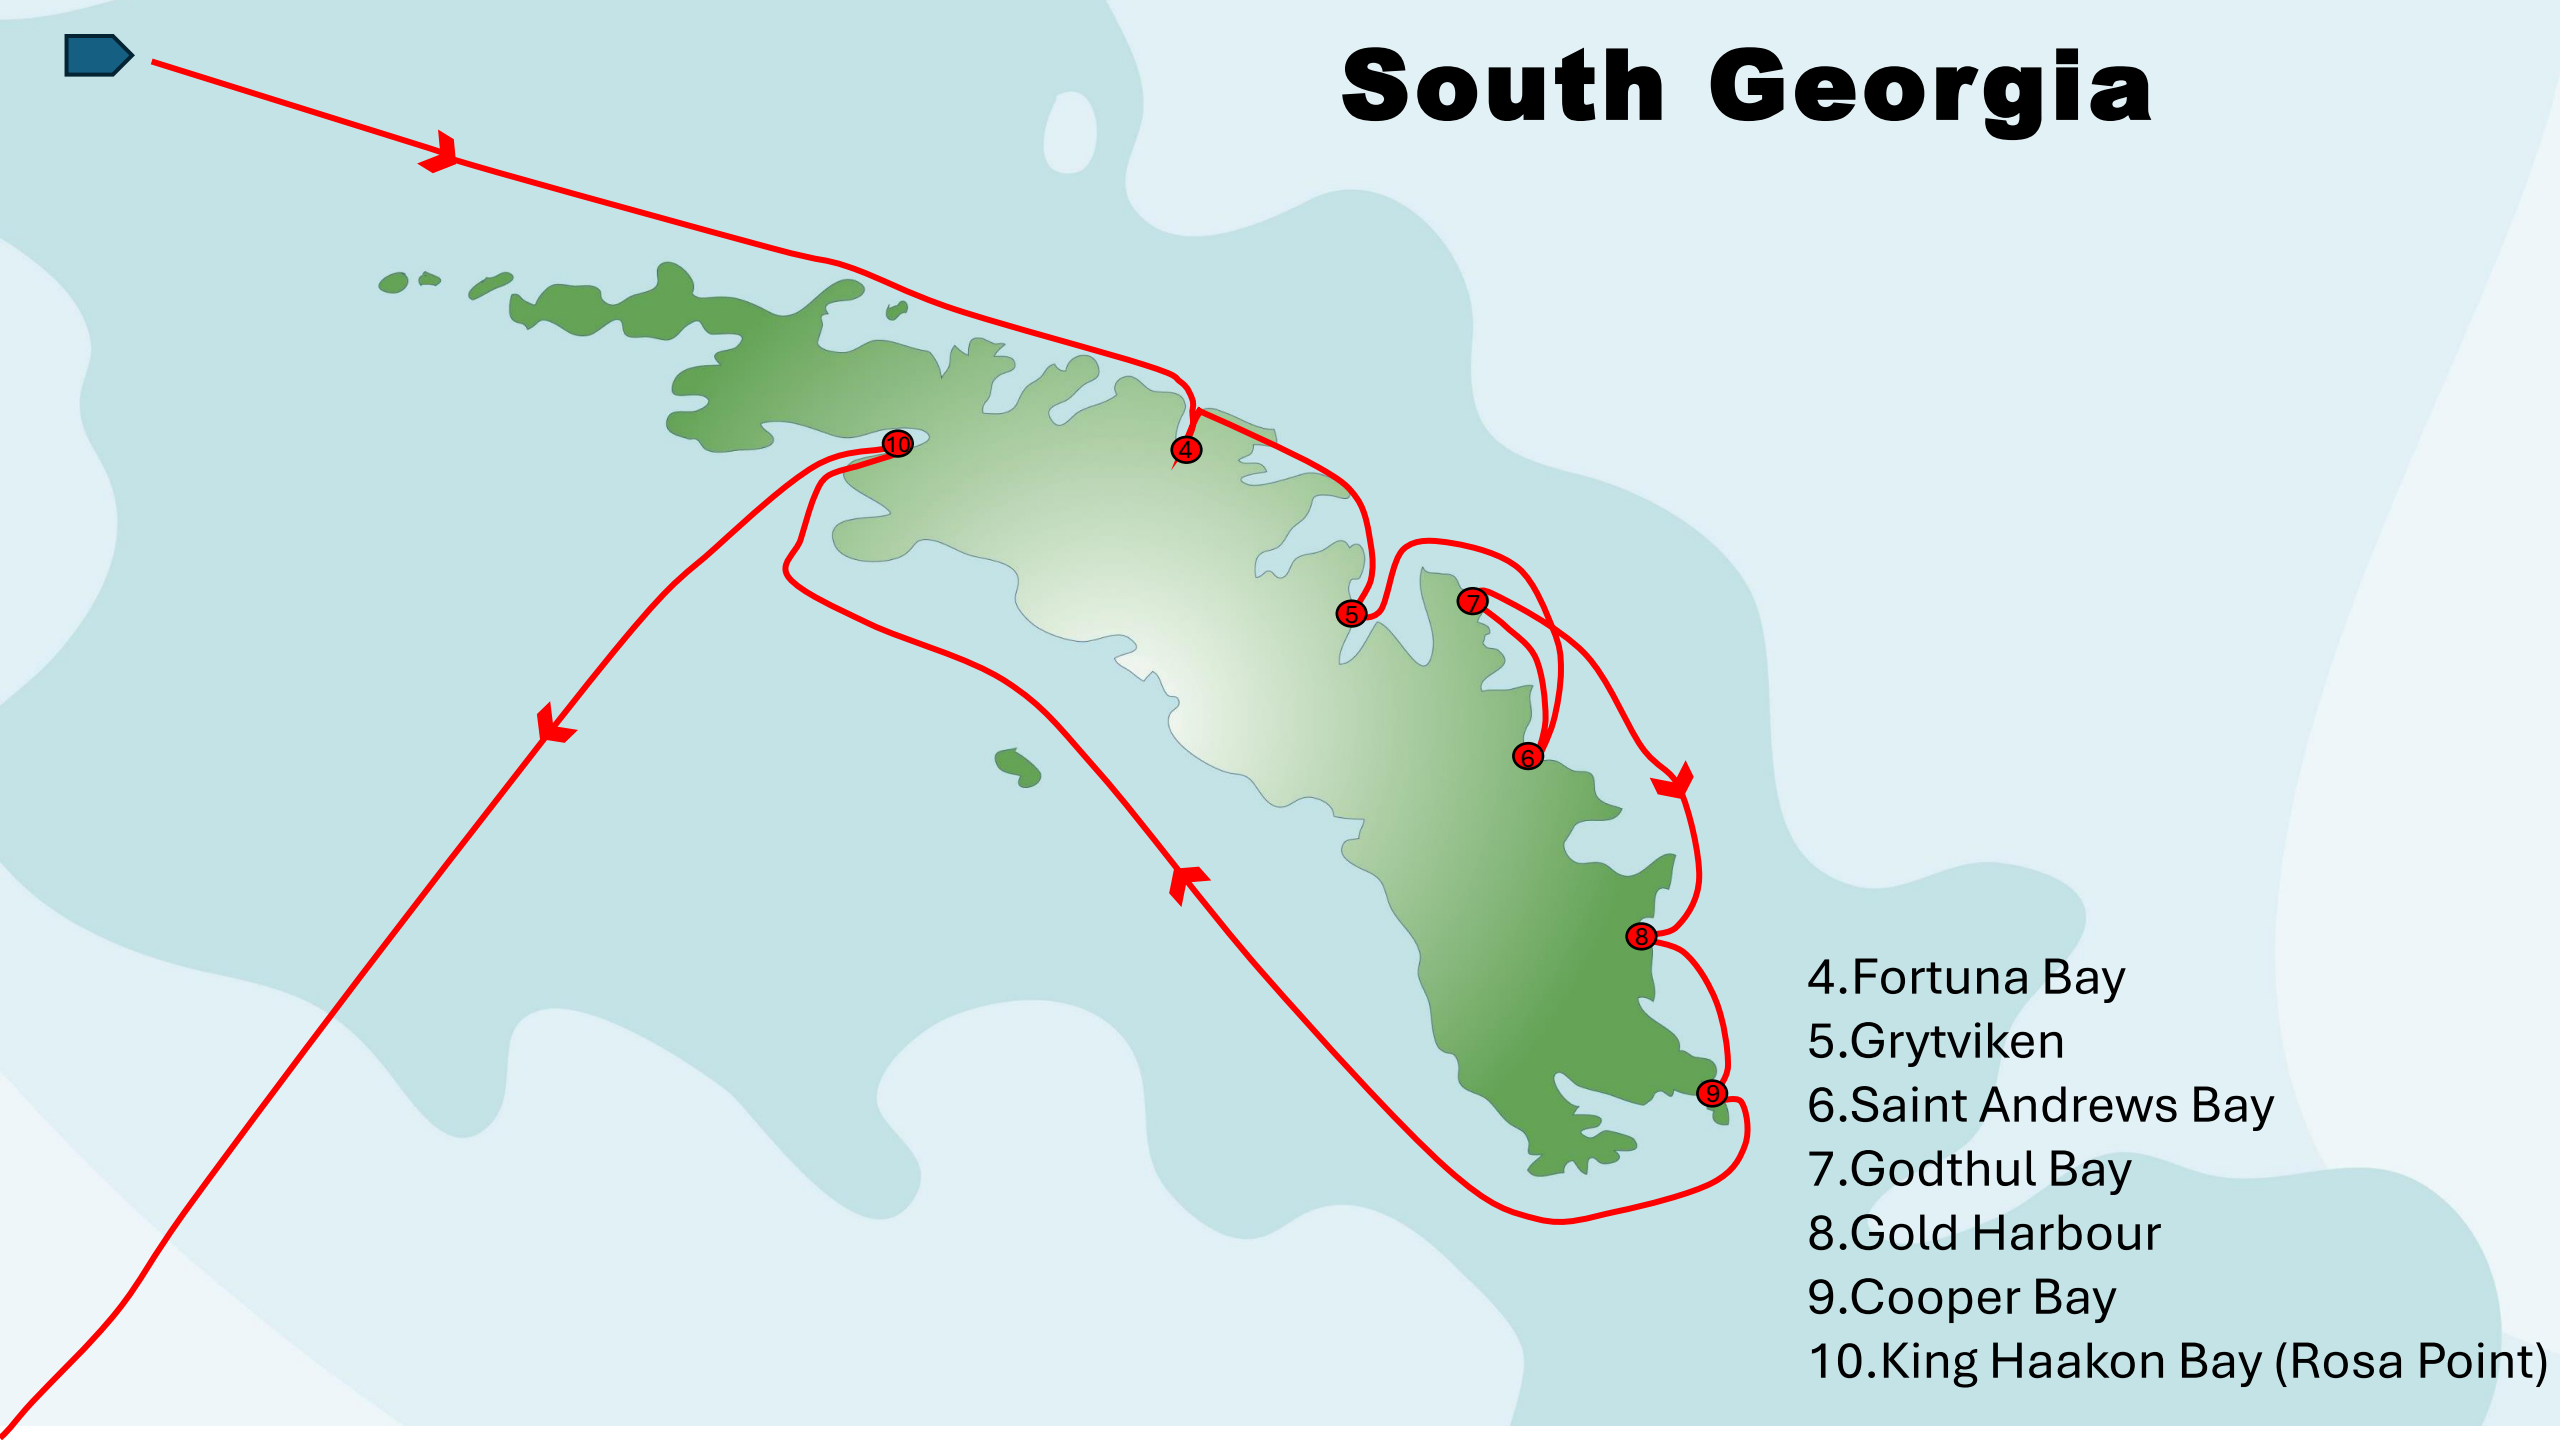 South Georgia
10
4
5
7
6
8
9
4.Fortuna Bay
5.Grytviken
6.Saint Andrews Bay
7.Godthul Bay
8.Gold Harbour
9.Cooper Bay
10.King Haakon Bay (Rosa Point)